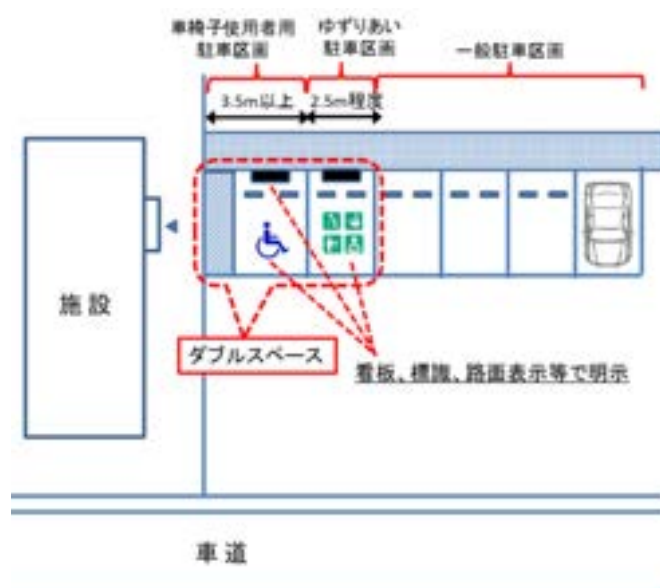 車椅子使用者用
駐車区画
ゆずりあい
駐車区画
一般駐車区画
3.5m以上
2.5m程度
施設
ダブルスペース
看板、標識、路面表示等で明示
車道